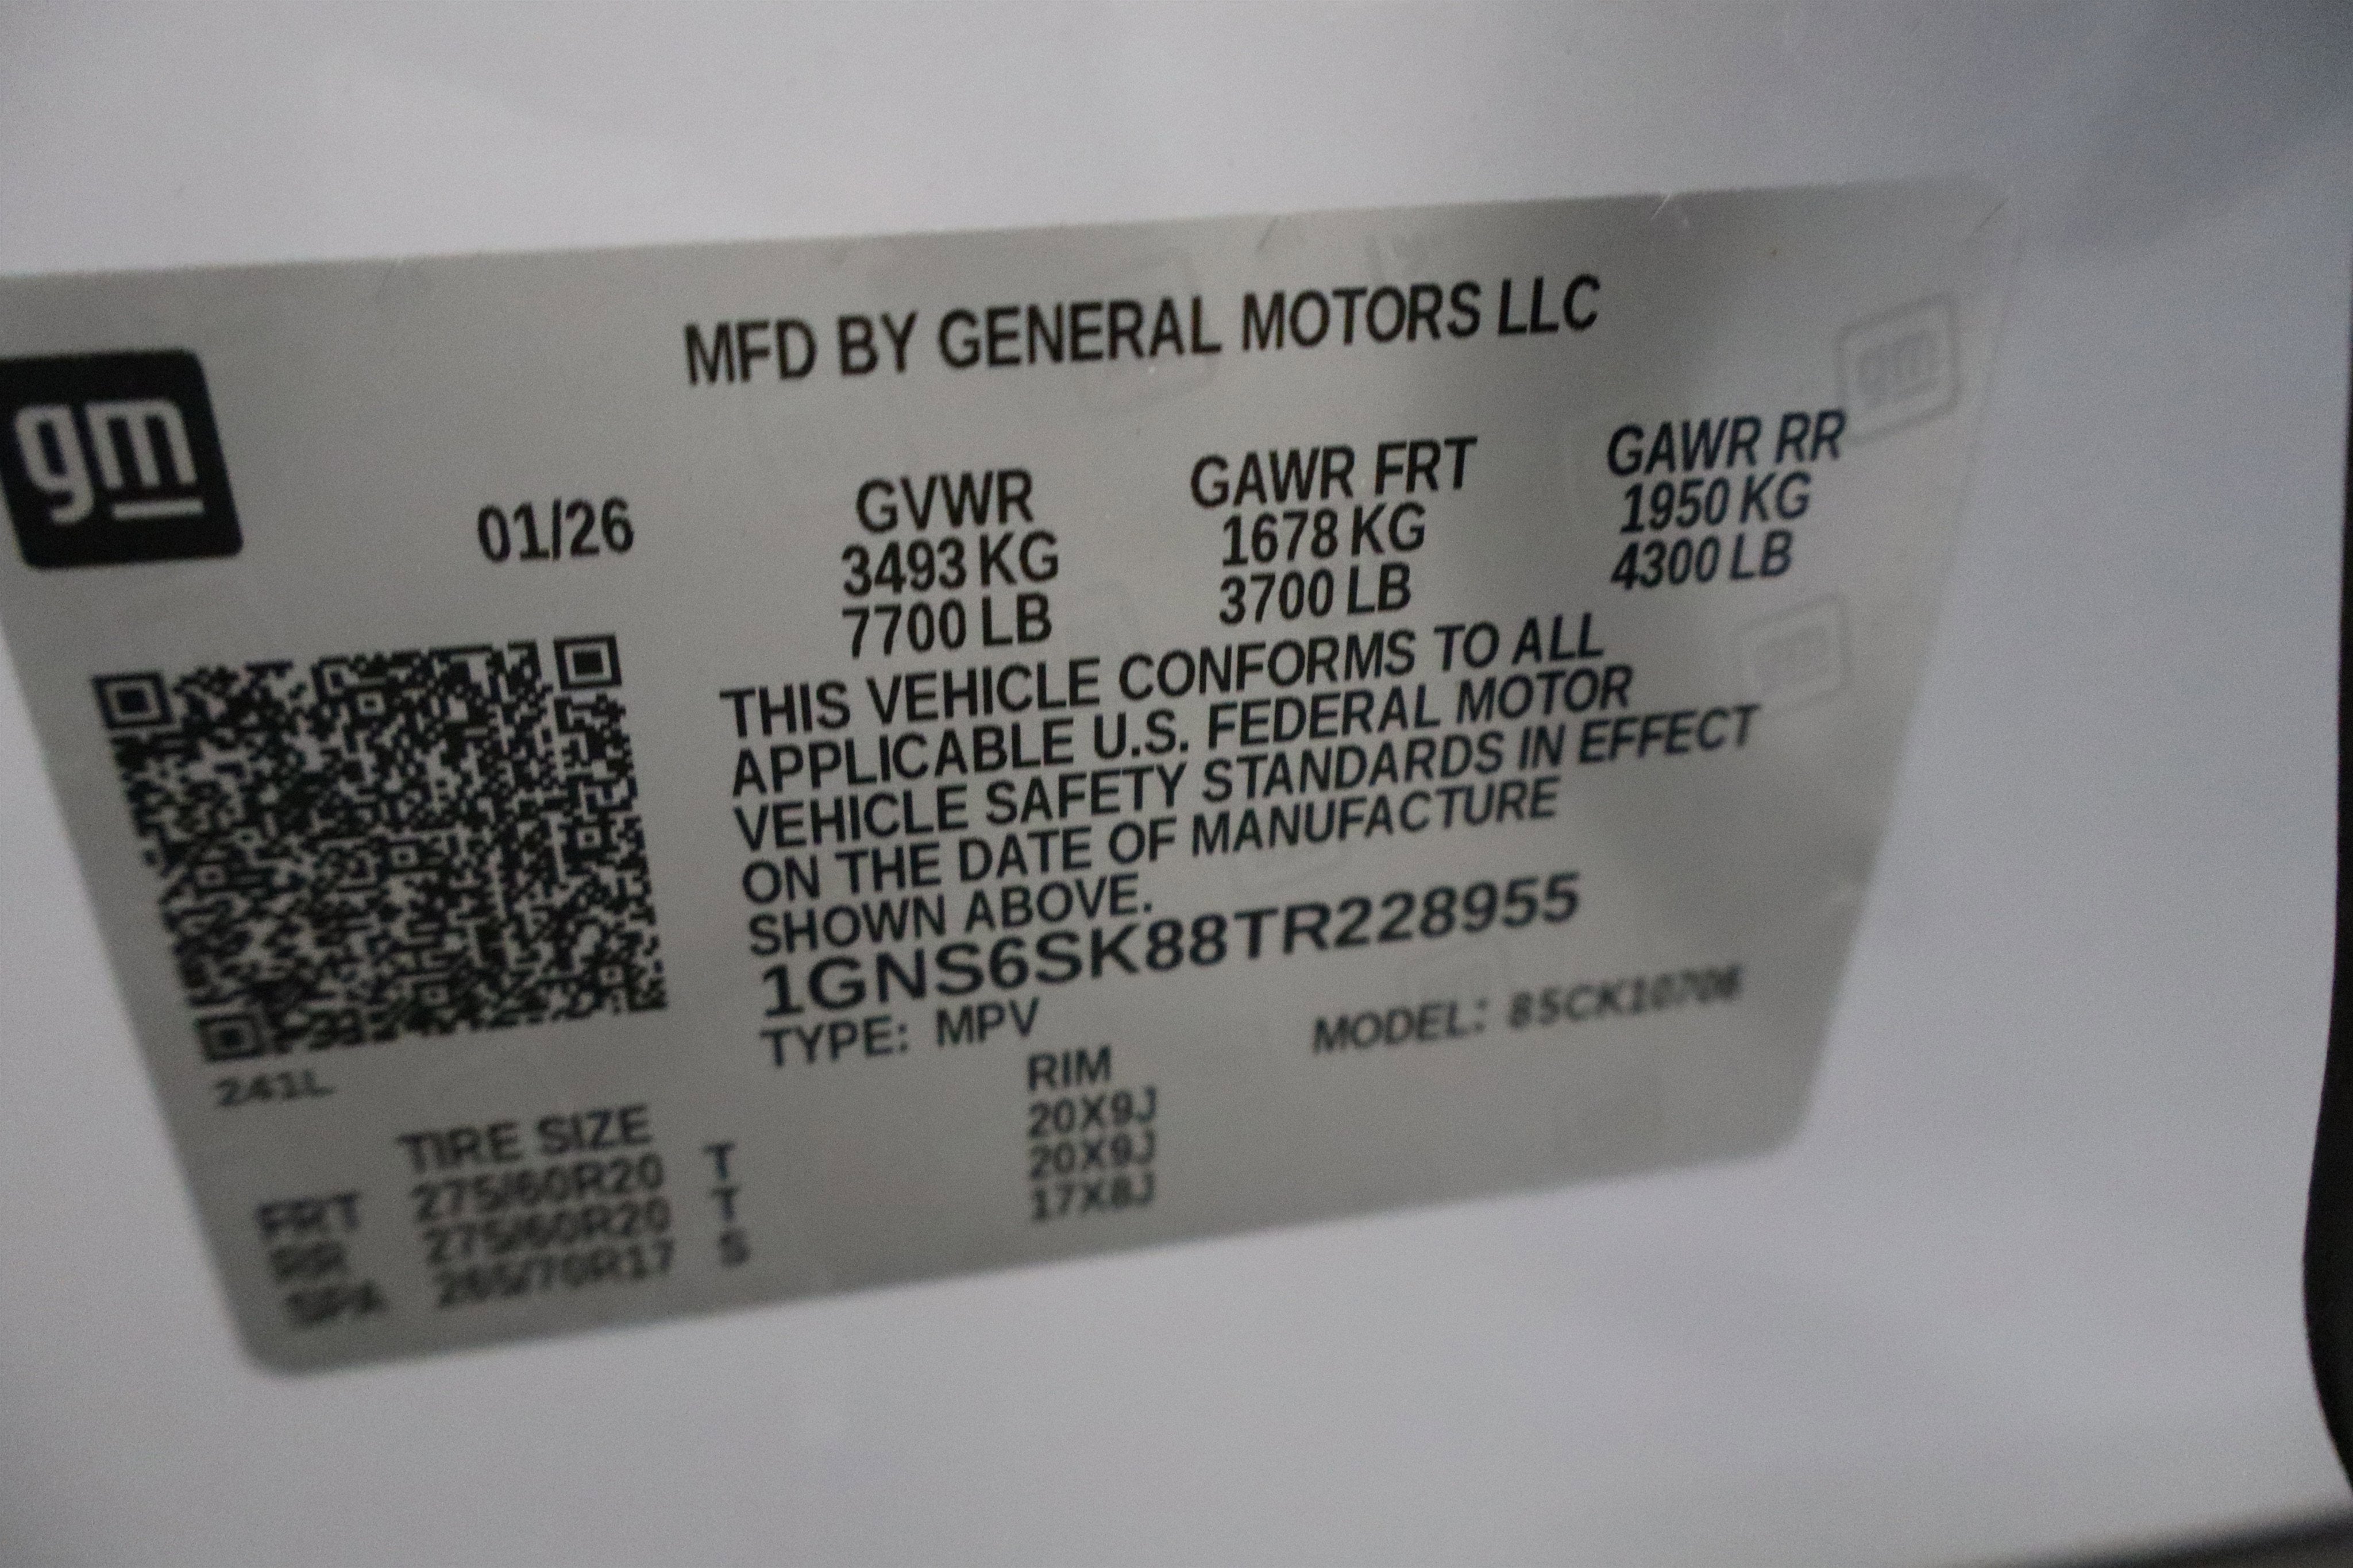 MFD BY GENERAL MOTORS LLC
gm
01/26
GVWR GAWR FRT GAWR RR
3493 KG 1678 KG 1950 KG
7700 LB 3700 LB 4300 LB
THIS VEHICLE CONFORMS TO ALL
APPLICABLE U.S. FEDERAL MOTOR
VEHICLE SAFETY STANDARDS IN EFFECT
ON THE DATE OF MANUFACTURE
SHOWN ABOVE.
1GNS6SK88TR228955
TYPE: MPV MODEL: 85CK10706
241L
TIRE SIZE RIM
FRT 275/60R20 T 20X9J
RR 275/60R20 T 20X9J
SPA 265/70R17 S 17X8J